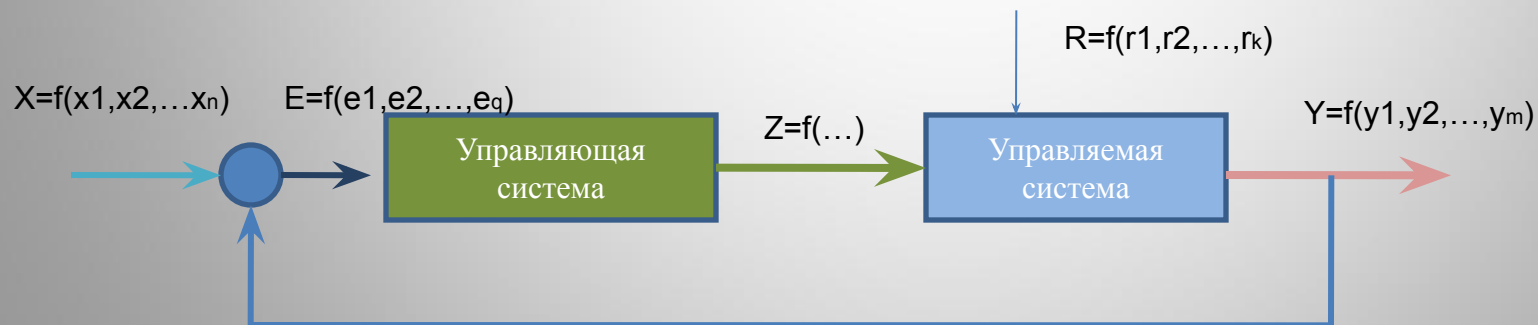 R=f(r1,r2,…,rk)
X=f(x1,x2,…xn)
E=f(e1,e2,…,eq)
Z=f(…)
Y=f(y1,y2,…,ym)
Управляющая
система
Управляемая
система